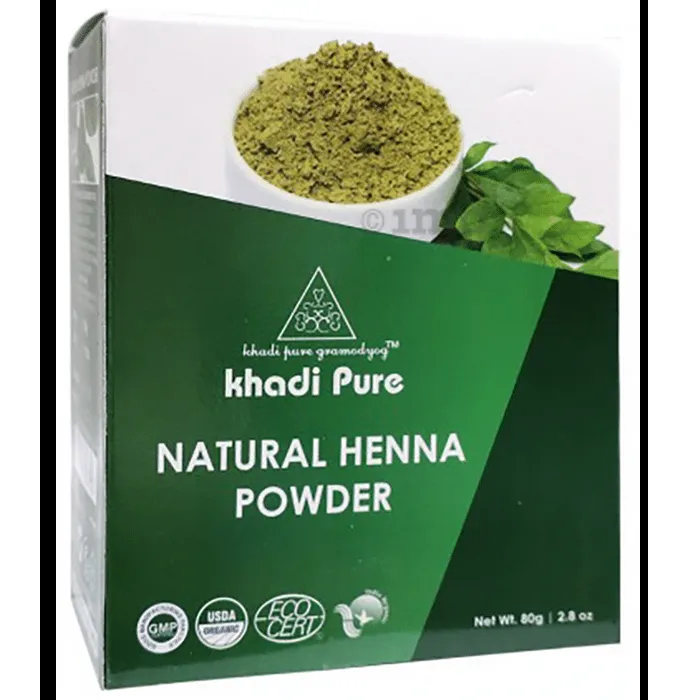 © 1m
khadi pure gramodyog™
khadi Pure
NATURAL HENNA
POWDER
GMP
USDA
ORGANIC
ECO
CERT
Net Wt. 80g | 2.8 oz